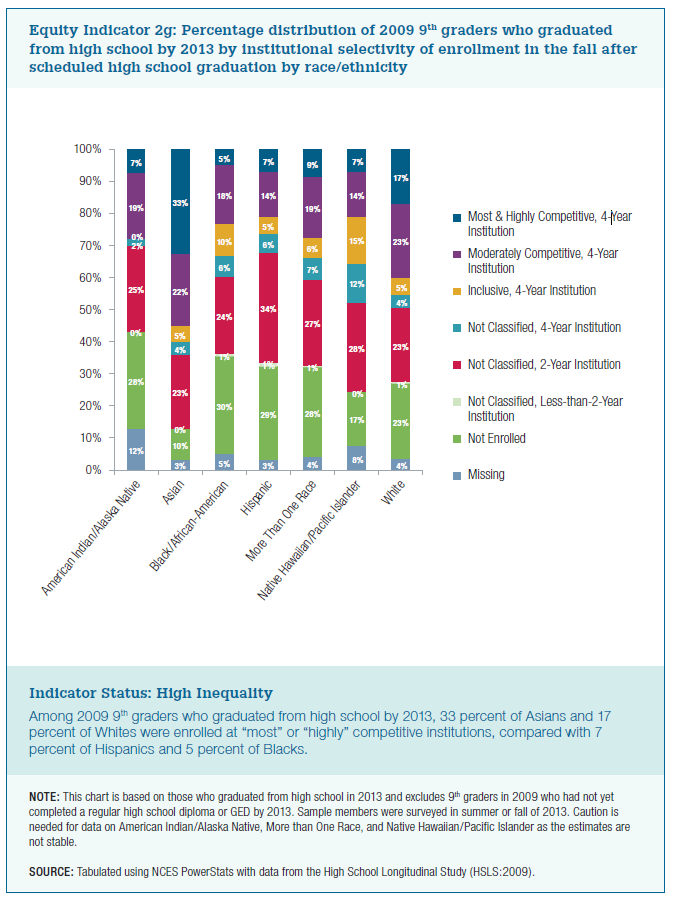 Equity Indicator 2g: Percentage distribution of 2009 9th graders who graduated
from high school by 2013 by institutional selectivity of enrollment in the fall after
scheduled high school graduation by race/ethnicity
100%
90%
80%
70%
60%
50%
40%
30%
20%
10%
0%
7%
19%
0%
2%
25%
0%
28%
12%
33%
22%
5%
4%
23%
0%
10%
3%
5%
18%
10%
6%
24%
1%
30%
5%
7%
14%
5%
6%
34%
1%
29%
3%
9%
19%
6%
7%
27%
1%
28%
4%
7%
14%
15%
12%
28%
0%
17%
8%
17%
23%
5%
4%
23%
1%
23%
4%
American Indian/Alaska Native
Asian
Black/African-American
Hispanic
More Than One Race
Native Hawaiian/Pacific Islander
White
Most & Highly Competitive, 4-Year
Institution
Moderately Competitive, 4-Year
Institution
Inclusive, 4-Year Institution
Not Classified, 4-Year Institution
Not Classified, 2-Year Institution
Not Classified, Less-than-2-Year
Institution
Not Enrolled
Missing
Indicator Status: High Inequality
Among 2009 9th graders who graduated from high school by 2013, 33 percent of Asians and 17
percent of Whites were enrolled at “most” or “highly” competitive institutions, compared with 7
percent of Hispanics and 5 percent of Blacks.
NOTE: This chart is based on those who graduated from high school in 2013 and excludes 9th graders in 2009 who had not yet
completed a regular high school diploma or GED by 2013. Sample members were surveyed in summer or fall of 2013. Caution is
needed for data on American Indian/Alaska Native, More than One Race, and Native Hawaiian/Pacific Islander as the estimates are
not stable.
SOURCE: Tabulated using NCES PowerStats with data from the High School Longitudinal Study (HSLS:2009).